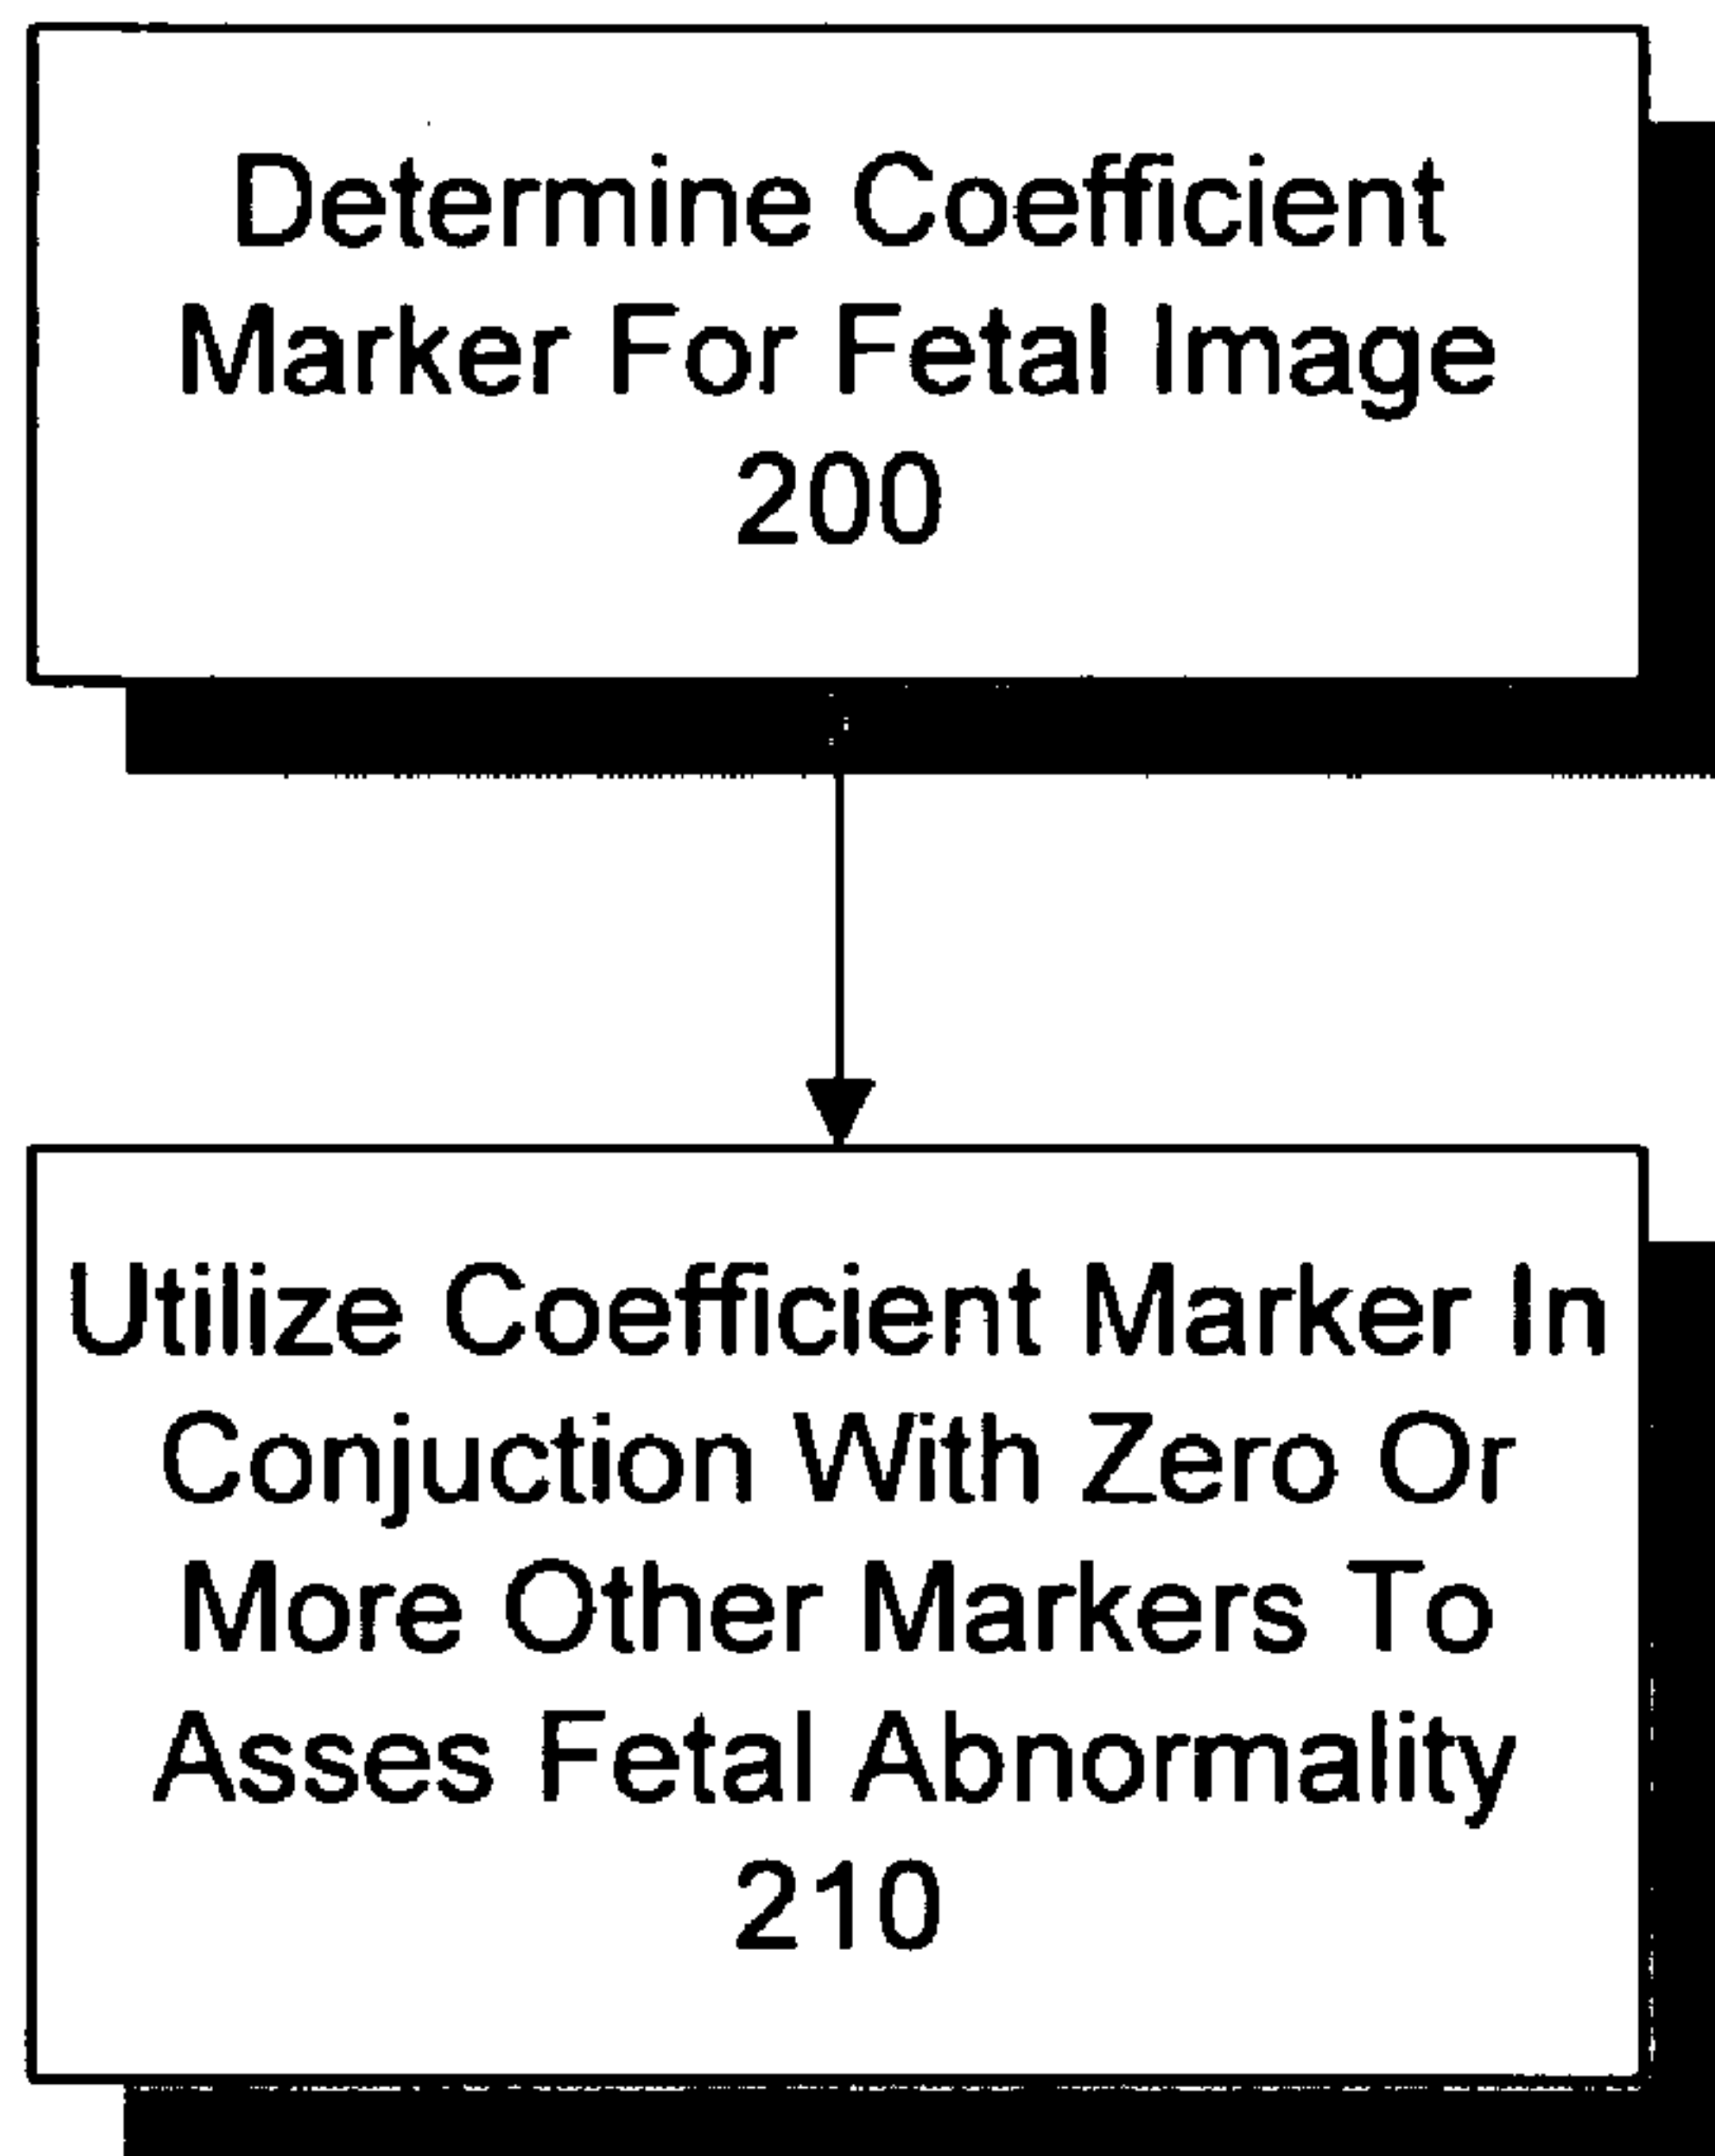 Determine Coefficient
Marker For Fetal Image
200
Utilize Coefficient Marker In
Conjuction With Zero Or
More Other Markers To
Asses Fetal Abnormality
210